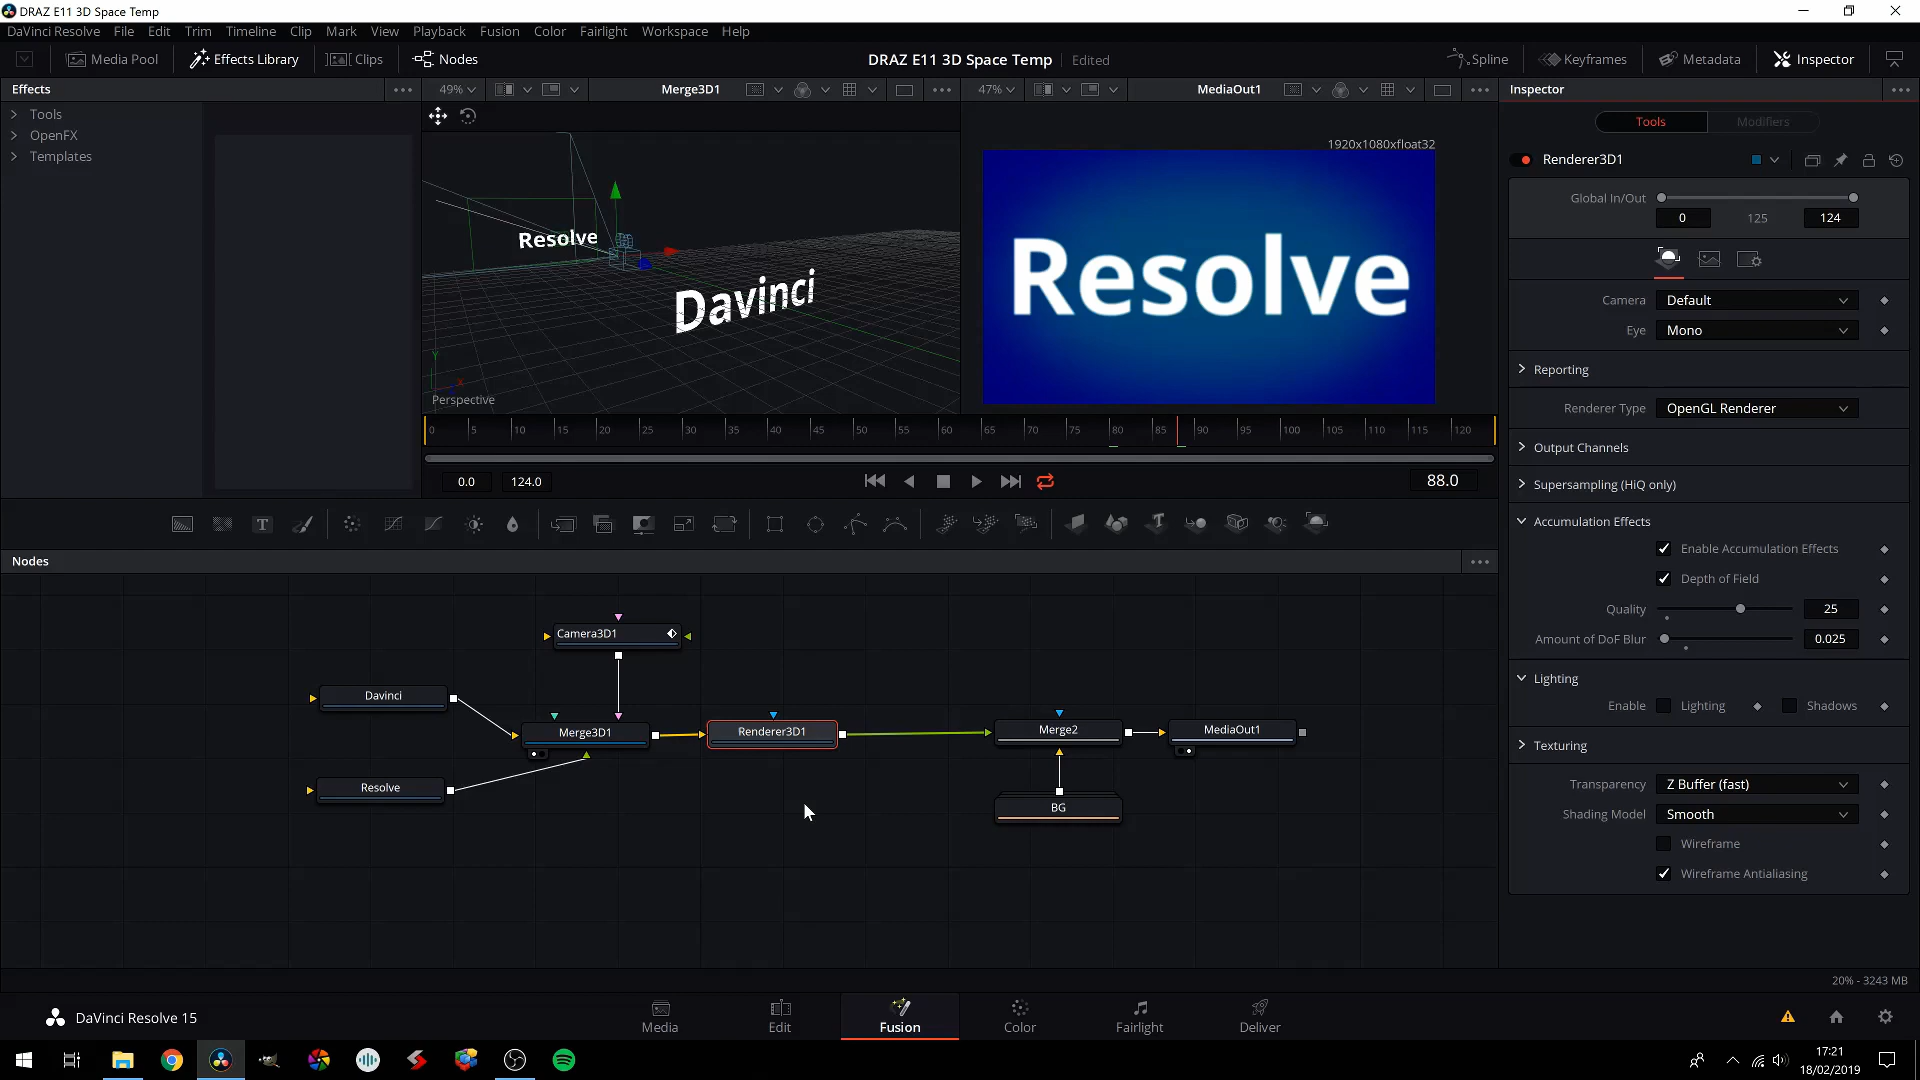 DRAZ E11 3D Space Temp
DaVinci Resolve File Edit Trim Timeline Clip Mark View Playback Fusion Color Fairlight Workspace Help
Media Pool Effects Library Clips Nodes DRAZ E11 3D Space Temp Edited Spline Keyframes Metadata Inspector
Effects 49% Merge3D1 47% MediaOut1 Inspector
Tools
OpenFX
Templates
Resolve
Davinci
Y
X
Perspective
1920x1080xfloat32
Resolve
0 5 10 15 20 25 30 35 40 45 50 55 60 65 70 75 80 85 90 95 100 105 110 115 120
0.0 124.0 88.0
T
Nodes
Camera3D1
Davinci
Merge3D1 Renderer3D1 Merge2 MediaOut1
Resolve
BG
Tools Modifiers
Renderer3D1
Global In/Out
0 125 124
Camera Default
Eye Mono
Reporting
Renderer Type OpenGL Renderer
Output Channels
Supersampling (HiQ only)
Accumulation Effects
Enable Accumulation Effects
Depth of Field
Quality 25
Amount of DoF Blur 0.025
Lighting
Enable Lighting Shadows
Texturing
Transparency Z Buffer (fast)
Shading Model Smooth
Wireframe
Wireframe Antialiasing
20% - 3243 MB
DaVinci Resolve 15 Media Edit Fusion Color Fairlight Deliver
17:21
18/02/2019